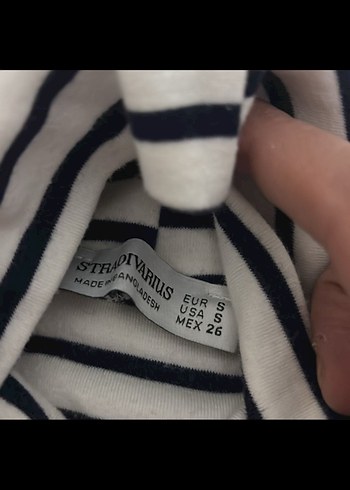 STRADIVARIUS
MADE IN BANGLADESH
EUR S
USA S
MEX 26